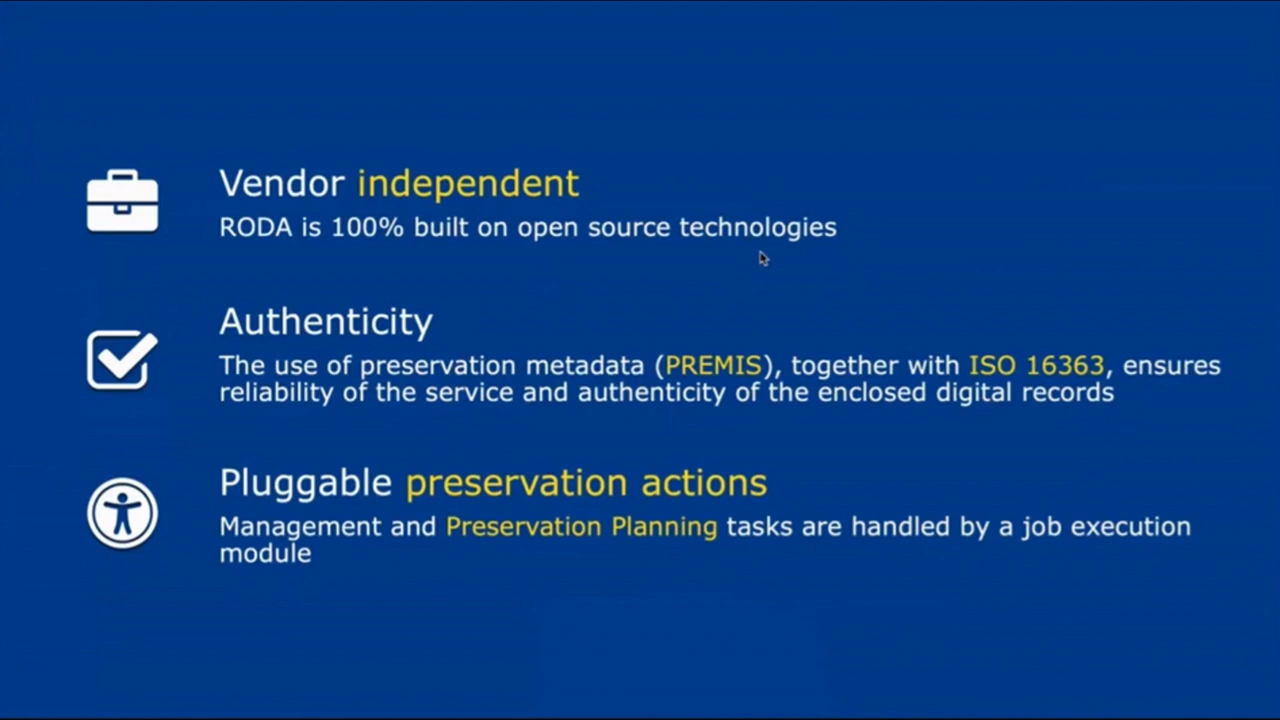 Vendor independent
RODA is 100% built on open source technologies
Authenticity
The use of preservation metadata (PREMIS), together with ISO 16363, ensures
reliability of the service and authenticity of the enclosed digital records
Pluggable preservation actions
Management and Preservation Planning tasks are handled by a job execution
module